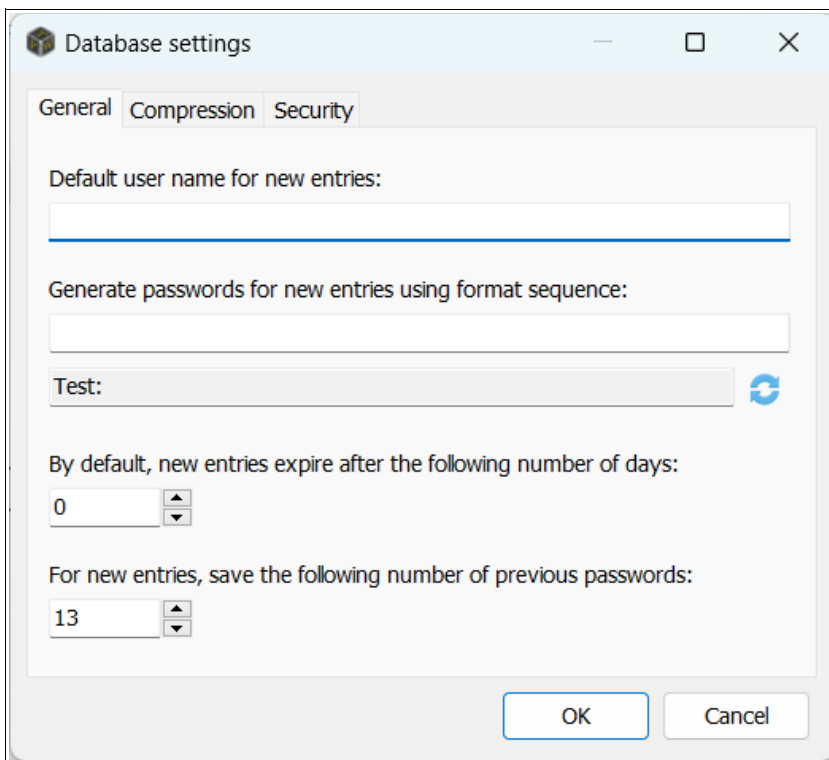 Database settings
General Compression Security
Default user name for new entries:
Generate passwords for new entries using format sequence:
Test:
By default, new entries expire after the following number of days:
0
For new entries, save the following number of previous passwords:
13
OK Cancel